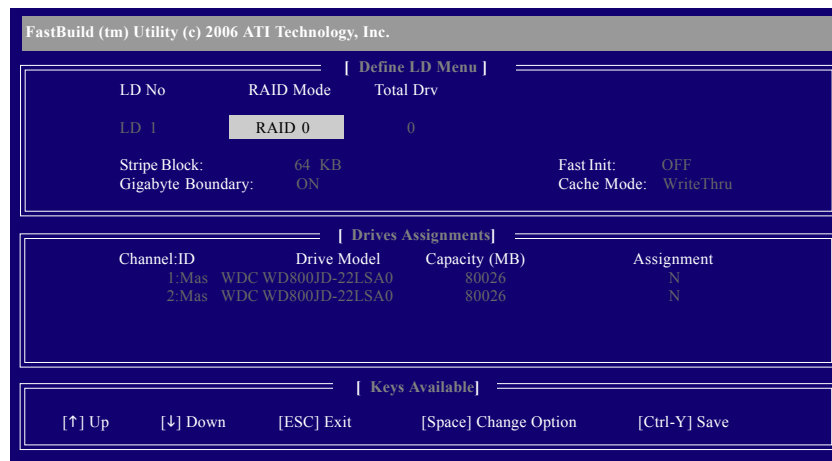 FastBuild (tm) Utility (c) 2006 ATI Technology, Inc.
[ Define LD Menu ]
LD No RAID Mode Total Drv
LD 1 RAID 0 0
Stripe Block: 64 KB Fast Init: OFF
Gigabyte Boundary: ON Cache Mode: WriteThru
[ Drives Assignments]
Channel:ID Drive Model Capacity (MB) Assignment
1:Mas WDC WD800JD-22LSA0 80026 N
2:Mas WDC WD800JD-22LSA0 80026 N
[ Keys Available]
[↑] Up [↓] Down [ESC] Exit [Space] Change Option [Ctrl-Y] Save